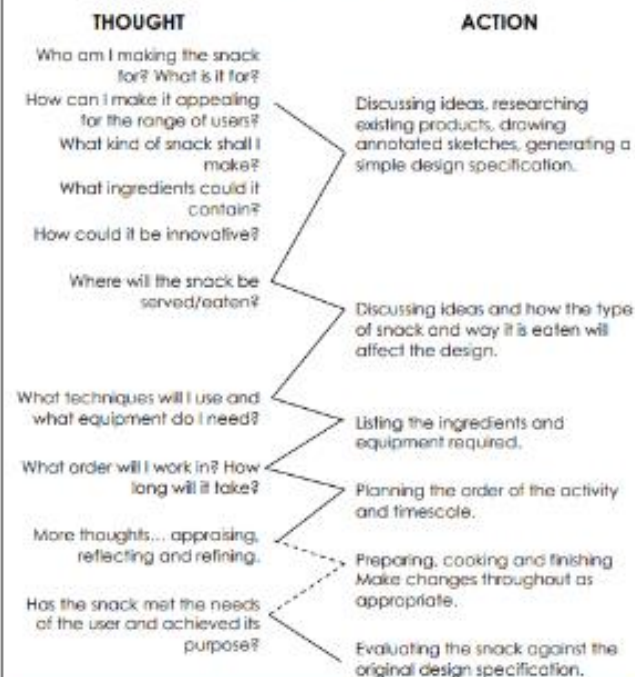 THOUGHT
ACTION
Who am I making the snack
for? What is it for?
How can I make it appealing
for the range of users?
What kind of snack shall I
make?
What ingredients could it
contain?
How could it be innovative?
Discussing ideas, researching
existing products, drawing
annotated sketches, generating a
simple design specification.
Where will the snack be
served/eaten?
Discussing ideas and how the type
of snack and way it is eaten will
affect the design.
What techniques will I use and
what equipment do I need?
Listing the ingredients and
equipment required.
What order will I work in? How
long will it take?
Planning the order of the activity
and timescale.
More thoughts... appraising,
reflecting and refining.
Preparing, cooking and finishing
Make changes throughout as
appropriate.
Has the snack met the needs
of the user and achieved its
purpose?
Evaluating the snack against the
original design specification.